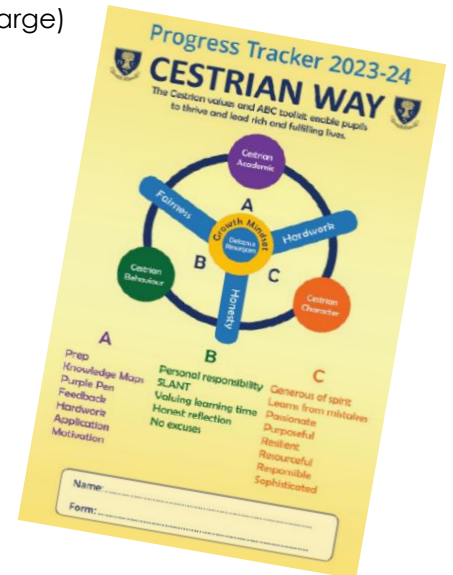 arge)
Progress Tracker 2023-24
CESTRIAN WAY
The Cestrian values and ABC toolkit enable pupils
to thrive and lead rich and fulfilling lives.
Cestrian
Academic
A
Fairness
Growth Mindset
Hardwork
B
C
Cestrian
Behaviour
Honesty
Cestrian
Character
A
Prep
Knowledge Maps
Purple Pen
Feedback
Hardwork
Application
Motivation
B
Personal responsibility
SLANT
Valuing learning time
Honest reflection
No excuses
C
Generous of spirit
Learns from mistakes
Passionate
Purposeful
Resilient
Resourceful
Responsible
Sophisticated
Name:
Form: